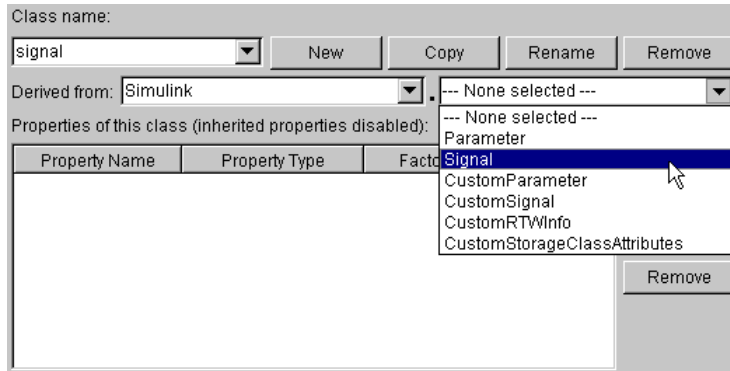 Class name:
signal New Copy Rename Remove
Derived from: Simulink . --- None selected ---
--- None selected ---
Properties of this class (inherited properties disabled):
Parameter
Property Name Property Type Facto Signal
CustomParameter
CustomSignal
CustomRTWInfo
CustomStorageClassAttributes
Remove